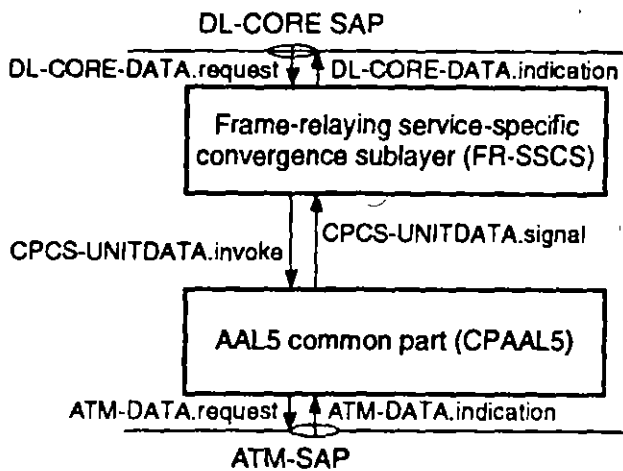 DL-CORE SAP
DL-CORE-DATA.request DL-CORE-DATA.indication
Frame-relaying service-specific
convergence sublayer (FR-SSCS)
CPCS-UNITDATA.signal
CPCS-UNITDATA.invoke
AAL5 common part (CPAAL5)
ATM-DATA.request ATM-DATA.indication
ATM-SAP